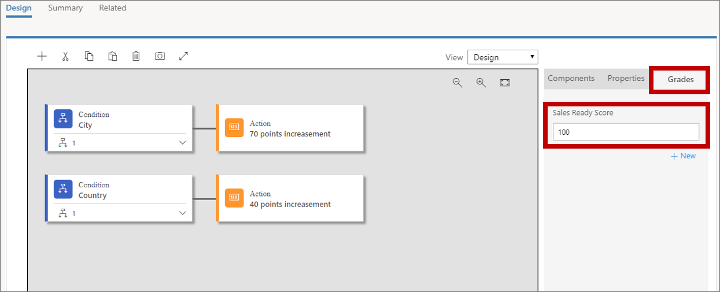 Design Summary Related
View Design
Components Properties Grades
Condition
City
1
Action
70 points increasement
Condition
Country
1
Action
40 points increasement
Sales Ready Score
100
+ New